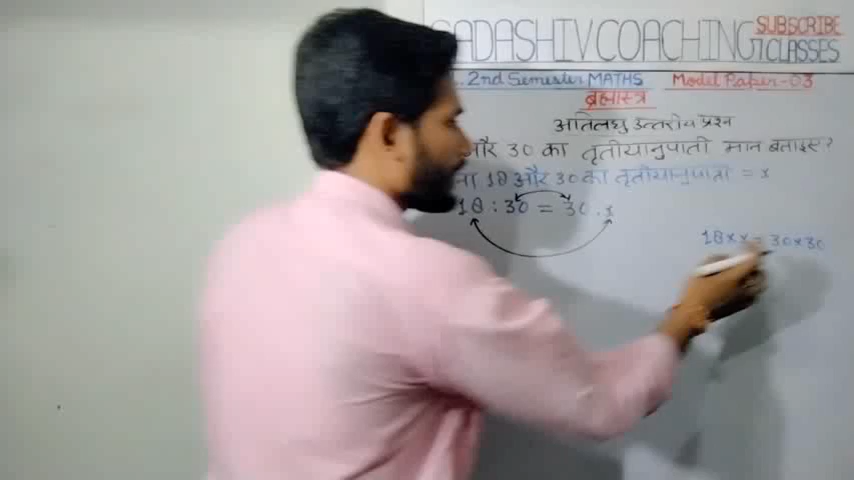 SADASHIV COACHING CLASSES
SUBSCRIBE
2nd Semester MATHS Model Paper-03
ब्रह्मास्त्र
अतिलघु उत्तरीय प्रश्न
और 30 का तृतीयानुपाती मान बताइए?
18 और 30 का तृतीयानुपाती = x
18 : 30 = 30 . x
18×x = 30×30